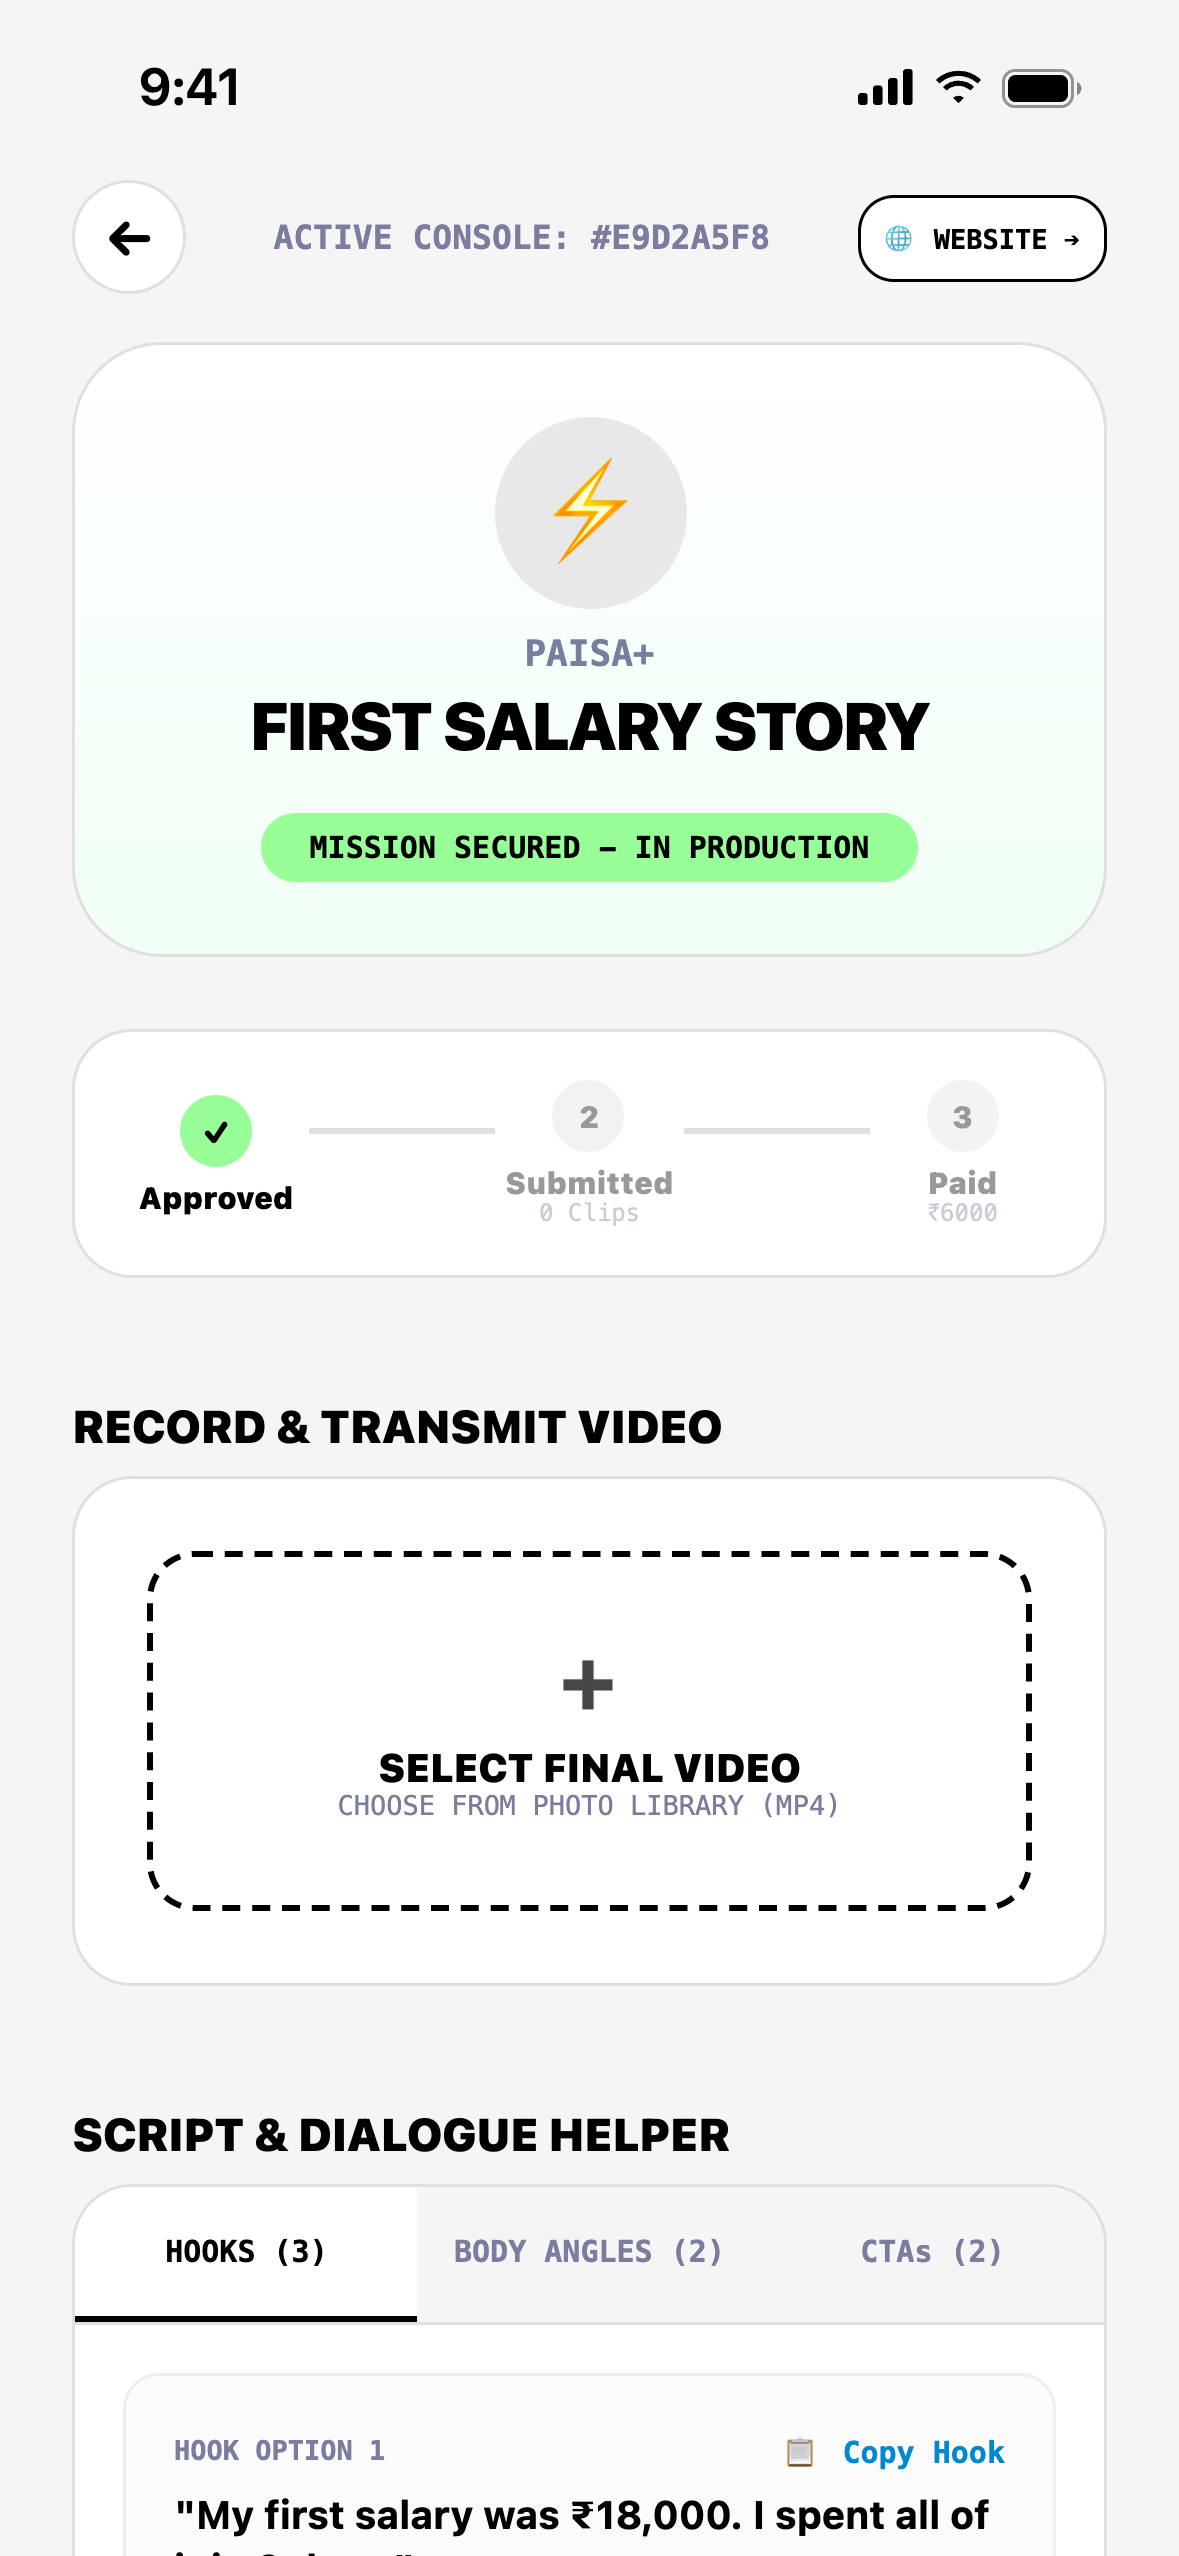 9:41
ACTIVE CONSOLE: #E9D2A5F8
WEBSITE →
PAISA+
FIRST SALARY STORY
MISSION SECURED – IN PRODUCTION
Approved
2
Submitted
0 Clips
3
Paid
₹6000
RECORD & TRANSMIT VIDEO
SELECT FINAL VIDEO
CHOOSE FROM PHOTO LIBRARY (MP4)
SCRIPT & DIALOGUE HELPER
HOOKS (3)
BODY ANGLES (2)
CTAs (2)
HOOK OPTION 1
Copy Hook
"My first salary was ₹18,000. I spent all of